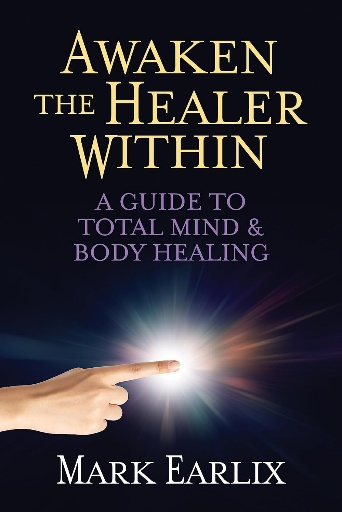 AWAKEN
THE HEALER
WITHIN
A GUIDE TO
TOTAL MIND &
BODY HEALING
MARK EARLIX